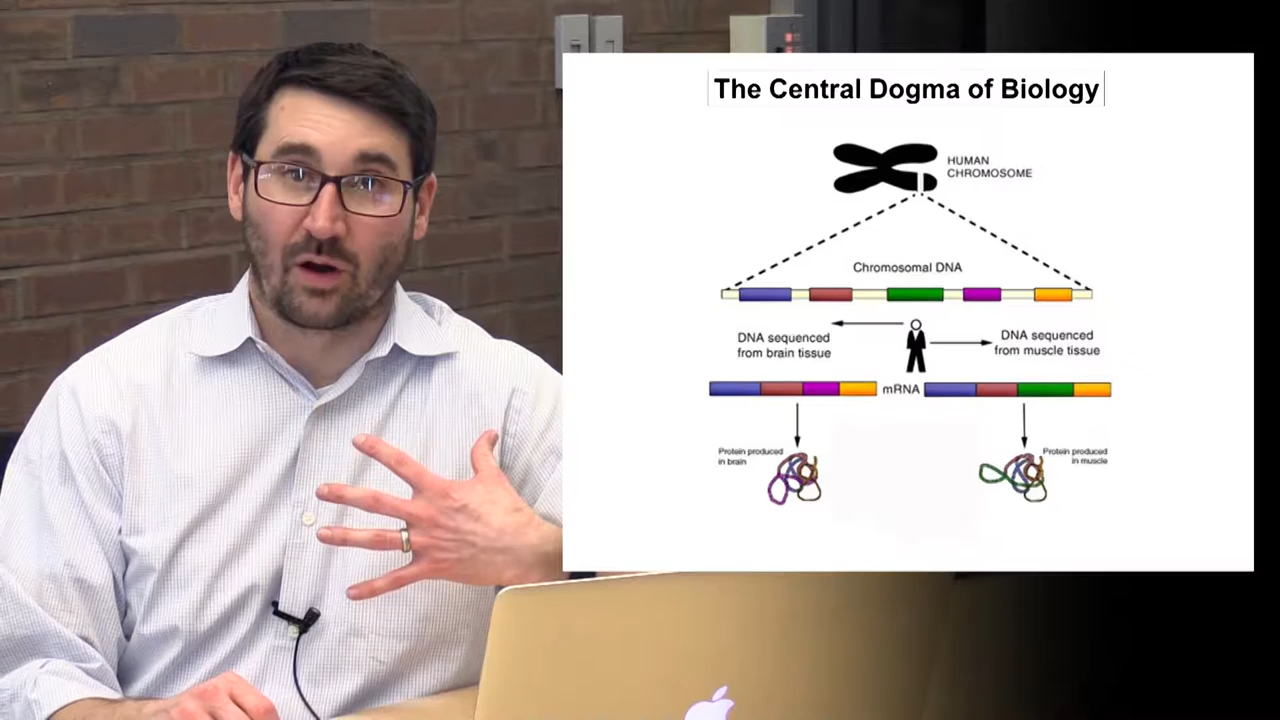 The Central Dogma of Biology
HUMAN
CHROMOSOME
Chromosomal DNA
DNA sequenced
from brain tissue
DNA sequenced
from muscle tissue
mRNA
Protein produced
in brain
Protein produced
in muscle